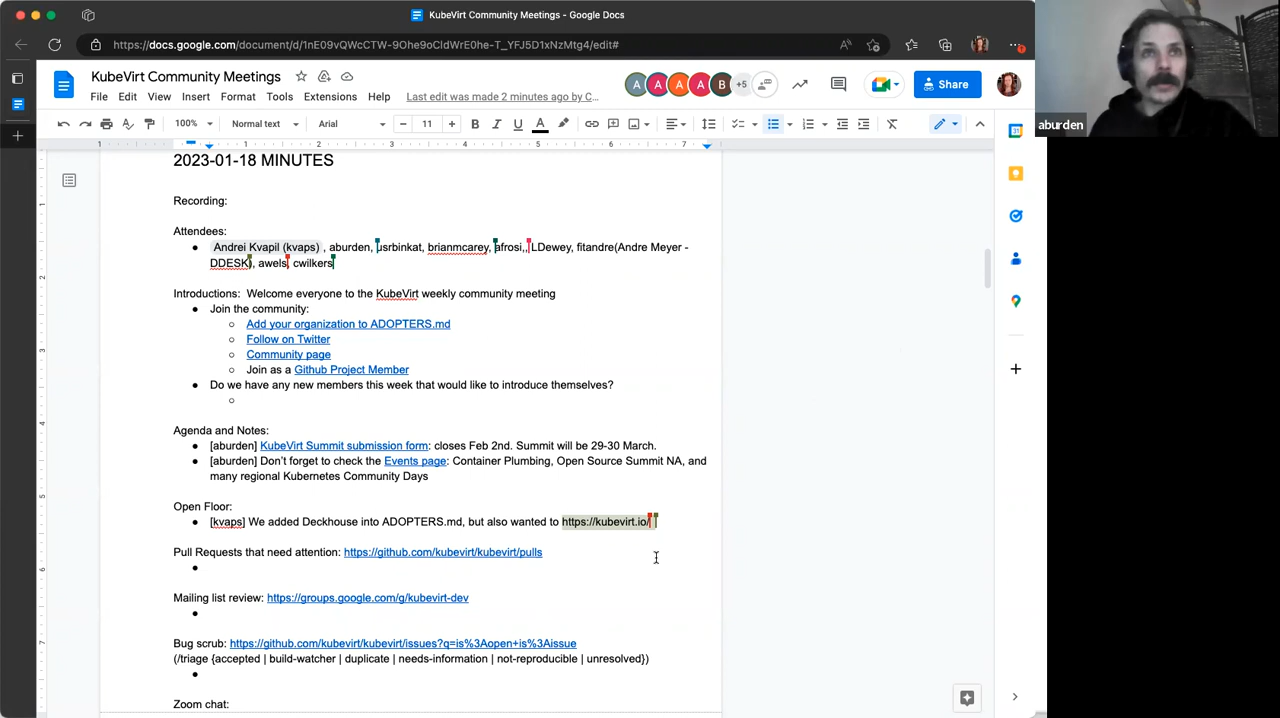 KubeVirt Community Meetings - Google Docs
https://docs.google.com/document/d/1nE09vQWcCTW-9Ohe9oCldWrE0he-T_YFJ5D1xNzMtg4/edit#
KubeVirt Community Meetings
File Edit View Insert Format Tools Extensions Help Last edit was made 2 minutes ago by C...
A A A A B +5
Share
100% Normal text Arial 11
1 1 2 3 4 5 6 7
aburden
2023-01-18 MINUTES
Recording:
Attendees:
Andrei Kvapil (kvaps) , aburden, usrbinkat, brianmcarey, afrosi,,LDewey, fitandre(Andre Meyer -
DDESK), awels, cwilkers
Introductions: Welcome everyone to the KubeVirt weekly community meeting
Join the community:
Add your organization to ADOPTERS.md
Follow on Twitter
Community page
Join as a Github Project Member
Do we have any new members this week that would like to introduce themselves?
Agenda and Notes:
[aburden] KubeVirt Summit submission form: closes Feb 2nd. Summit will be 29-30 March.
[aburden] Don't forget to check the Events page: Container Plumbing, Open Source Summit NA, and
many regional Kubernetes Community Days
Open Floor:
[kvaps] We added Deckhouse into ADOPTERS.md, but also wanted to https://kubevirt.io/
Pull Requests that need attention: https://github.com/kubevirt/kubevirt/pulls
Mailing list review: https://groups.google.com/g/kubevirt-dev
Bug scrub: https://github.com/kubevirt/kubevirt/issues?q=is%3Aopen+is%3Aissue
(/triage {accepted | build-watcher | duplicate | needs-information | not-reproducible | unresolved})
Zoom chat: